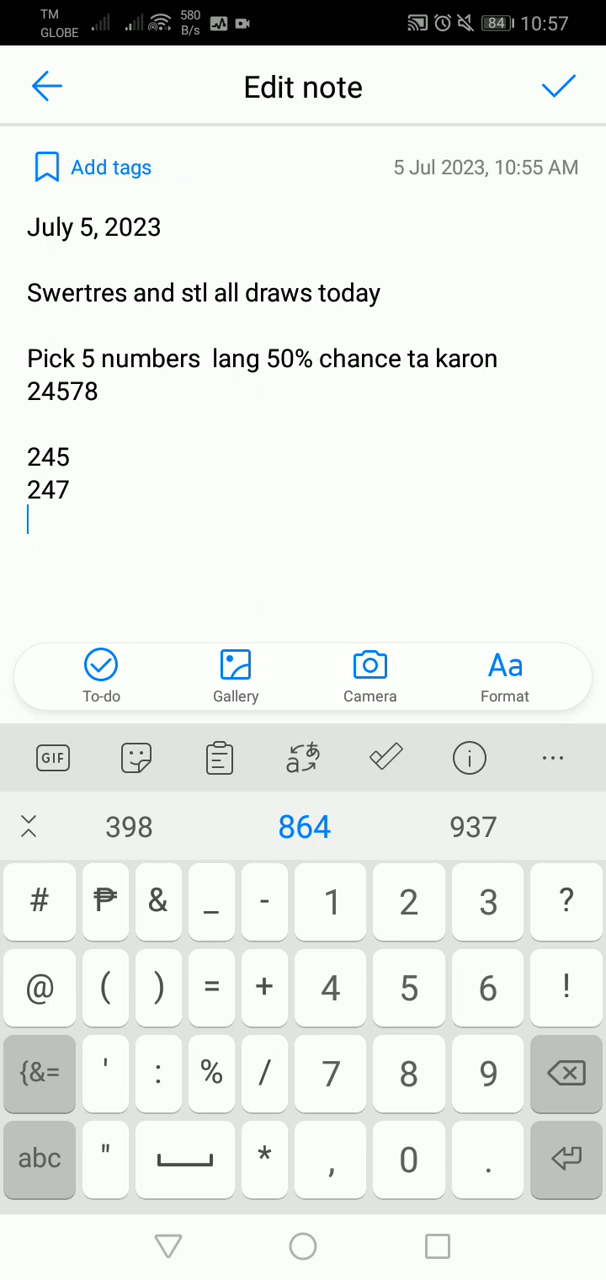 TM
GLOBE
580
B/s
84
10:57
Edit note
Add tags
5 Jul 2023, 10:55 AM
July 5, 2023
Swertres and stl all draws today
Pick 5 numbers  lang 50% chance ta karon
24578
245
247
To-do
Gallery
Camera
Aa
Format
GIF
aあ
398
864
937
# ₱ & _ - 1 2 3 ?
@ ( ) = + 4 5 6 !
{&= ' : % / 7 8 9
abc " * , 0 .